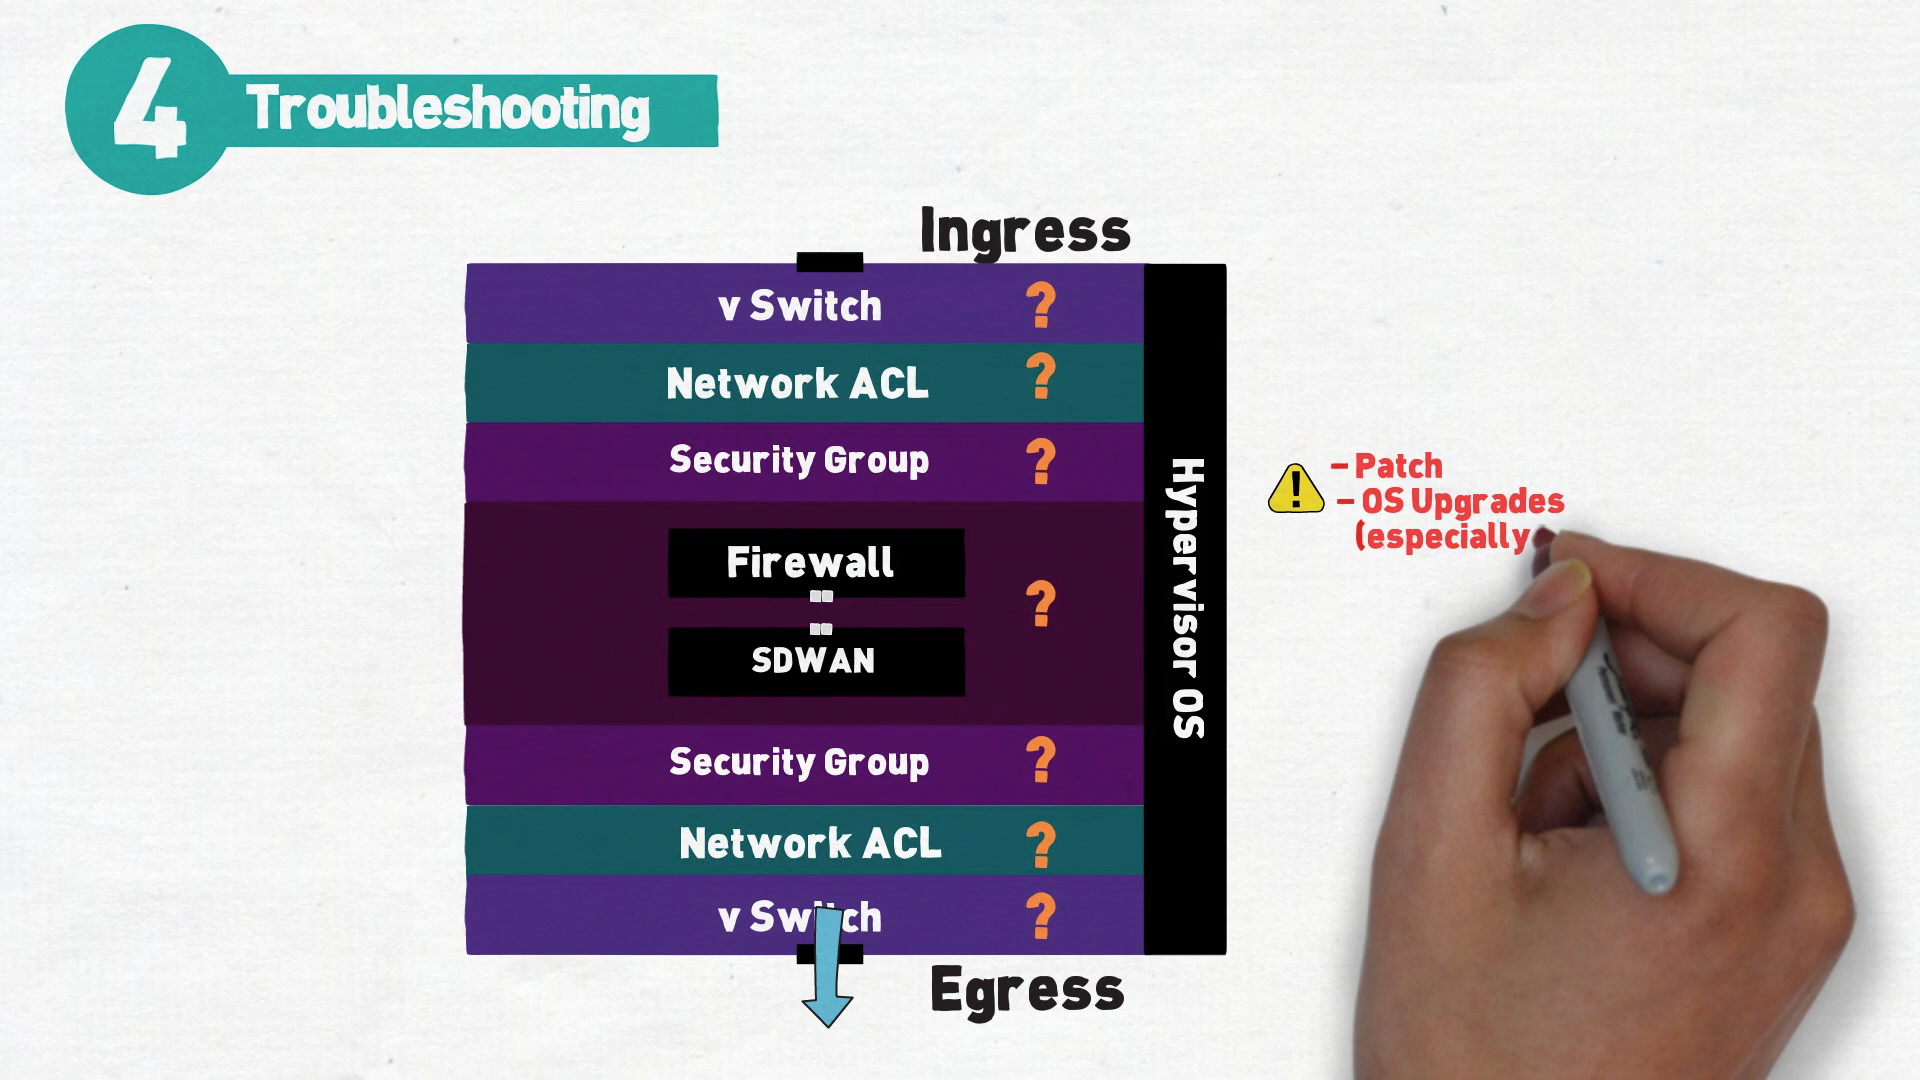 4
Troubleshooting
Ingress
v Switch ?
Network ACL ?
Security Group ?
Firewall
?
SDWAN
Security Group ?
Network ACL ?
v Switch ?
Egress
Hypervisor OS
!
- Patch
- OS Upgrades
(especially